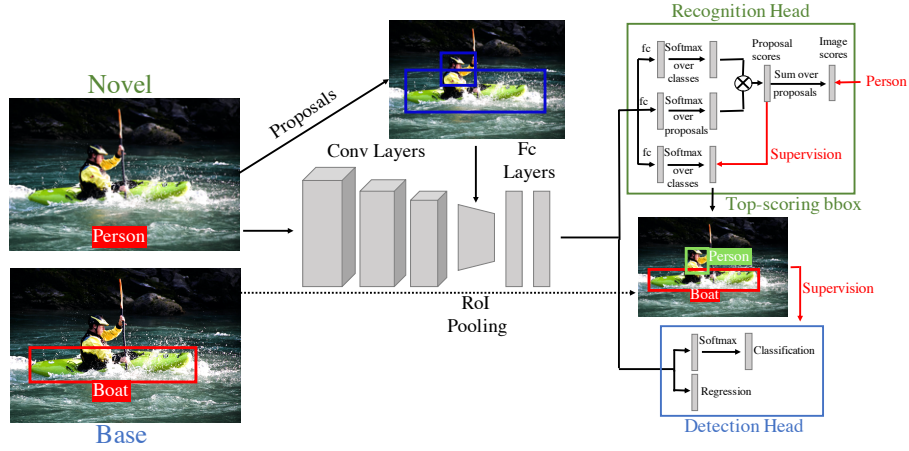 Recognition Head
fc
Softmax
over
classes
Proposal
scores
Image
scores
Sum over
proposals
Person
fc
Softmax
over
proposals
Supervision
fc
Softmax
over
classes
Top-scoring bbox
Novel
Person
Proposals
Conv Layers
Fc
Layers
RoI
Pooling
Person
Boat
Supervision
Boat
Base
Softmax
Classification
Regression
Detection Head